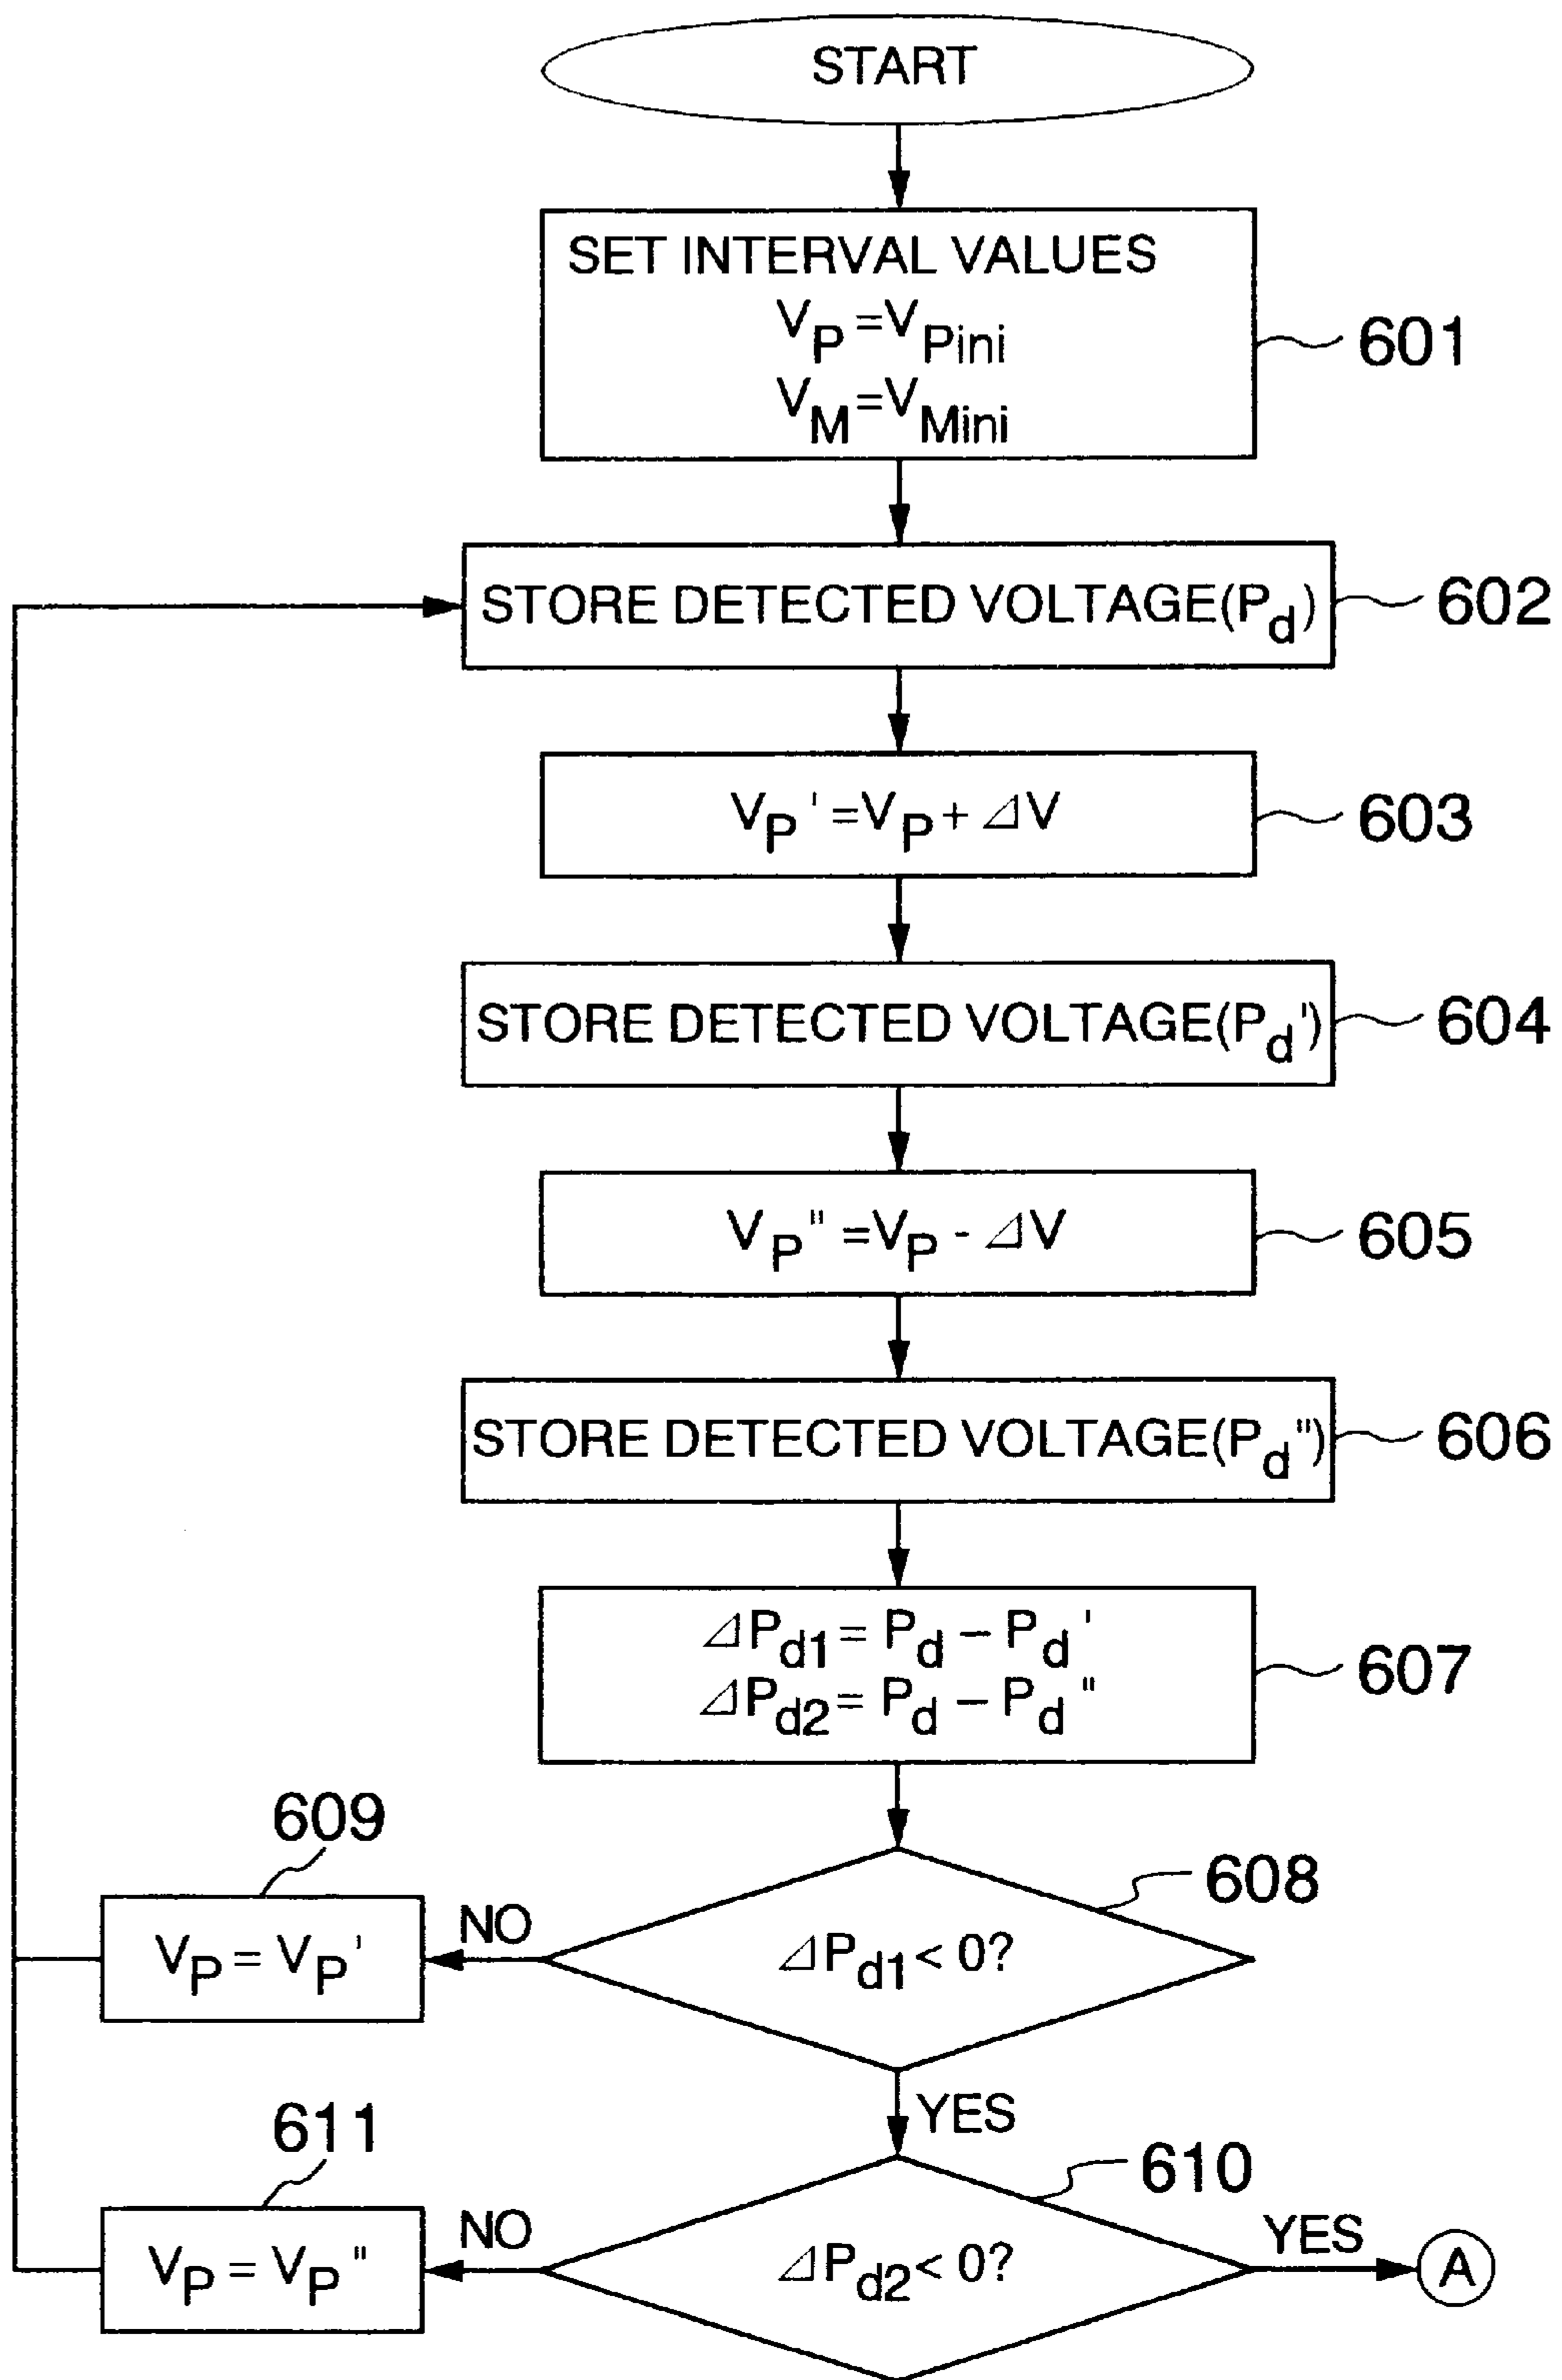 START
SET INTERVAL VALUES
VP=VPini
VM=VMini
601
STORE DETECTED VOLTAGE(Pd)
602
VP'=VP+⊿V
603
STORE DETECTED VOLTAGE(Pd')
604
VP"=VP-⊿V
605
STORE DETECTED VOLTAGE(Pd")
606
⊿Pd1= Pd – Pd'
⊿Pd2= Pd – Pd"
607
609
608
VP= VP'
NO
⊿Pd1< 0?
YES
611
610
VP= VP"
NO
⊿Pd2< 0?
YES
A